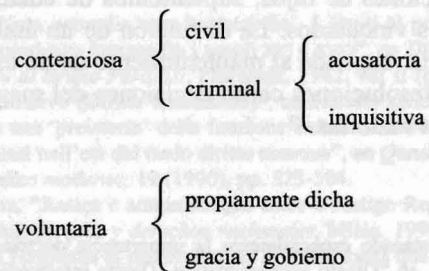 civil
contenciosa
acusatoria
criminal
inquisitiva
propiamente dicha
voluntaria
gracia y gobierno